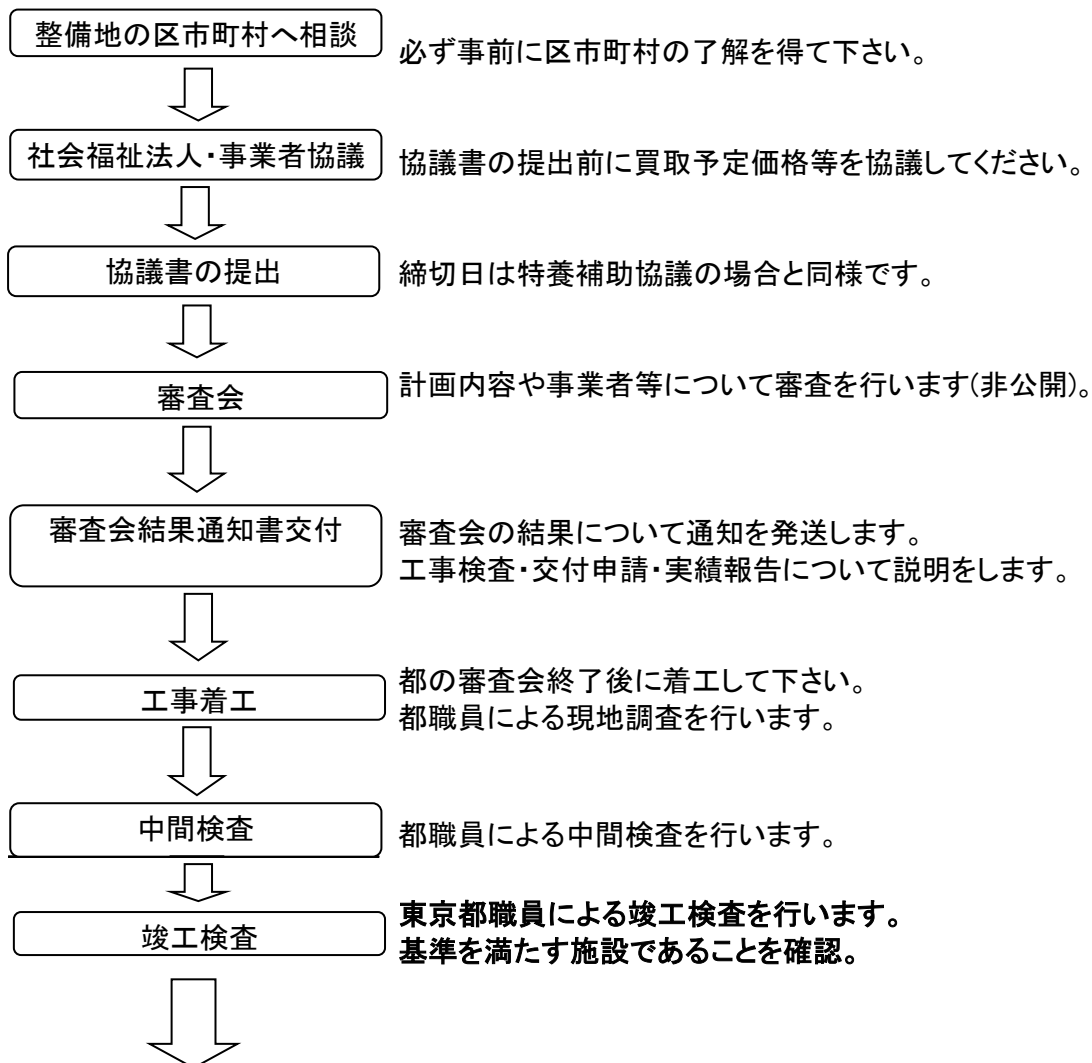 整備地の区市町村へ相談
必ず事前に区市町村の了解を得て下さい。
社会福祉法人・事業者協議
協議書の提出前に買取予定価格等を協議してください。
協議書の提出
締切日は特養補助協議の場合と同様です。
審査会
計画内容や事業者等について審査を行います(非公開)。
審査会結果通知書交付
審査会の結果について通知を発送します。
工事検査・交付申請・実績報告について説明をします。
工事着工
都の審査会終了後に着工して下さい。
都職員による現地調査を行います。
中間検査
都職員による中間検査を行います。
竣工検査
東京都職員による竣工検査を行います。
基準を満たす施設であることを確認。